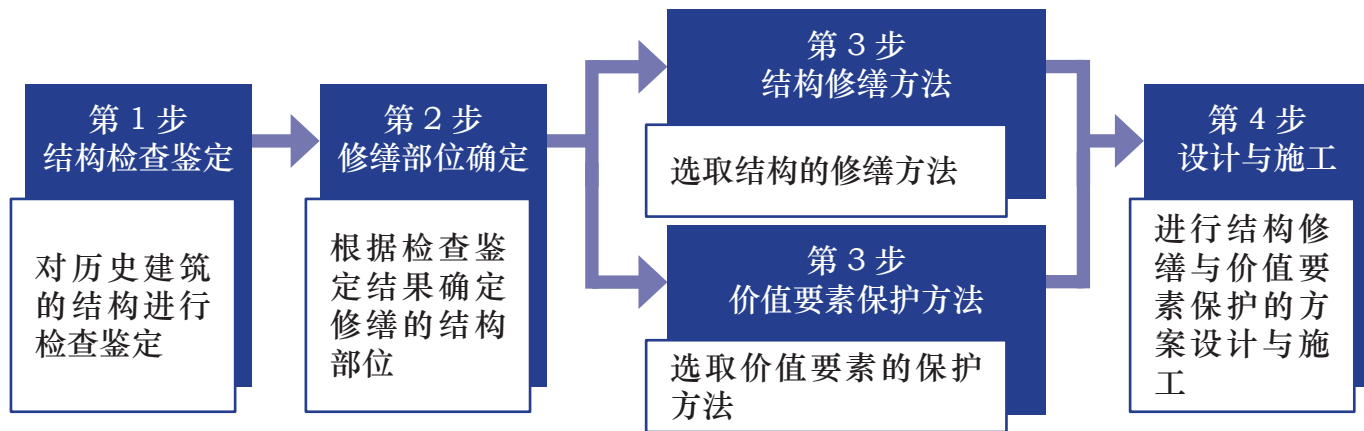 第 1 步
结构检查鉴定
对历史建筑
的结构进行
检查鉴定
第 2 步
修缮部位确定
根据检查鉴
定结果确定
修缮的结构
部位
第 3 步
结构修缮方法
选取结构的修缮方法
第 3 步
价值要素保护方法
选取价值要素的保护
方法
第 4 步
设计与施工
进行结构修
缮与价值要
素保护的方
案设计与施
工